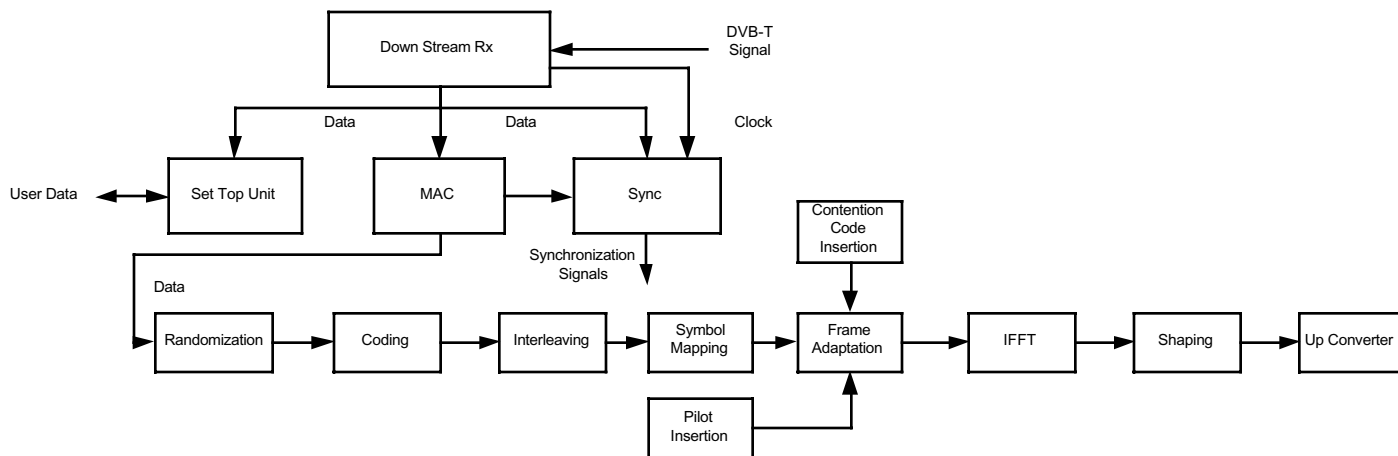 DVB-T
Signal
Down Stream Rx
Data
Data
Clock
User Data
Set Top Unit
MAC
Sync
Contention
Code
Insertion
Synchronization
Signals
Data
Randomization
Coding
Interleaving
Symbol
Mapping
Frame
Adaptation
IFFT
Shaping
Up Converter
Pilot
Insertion